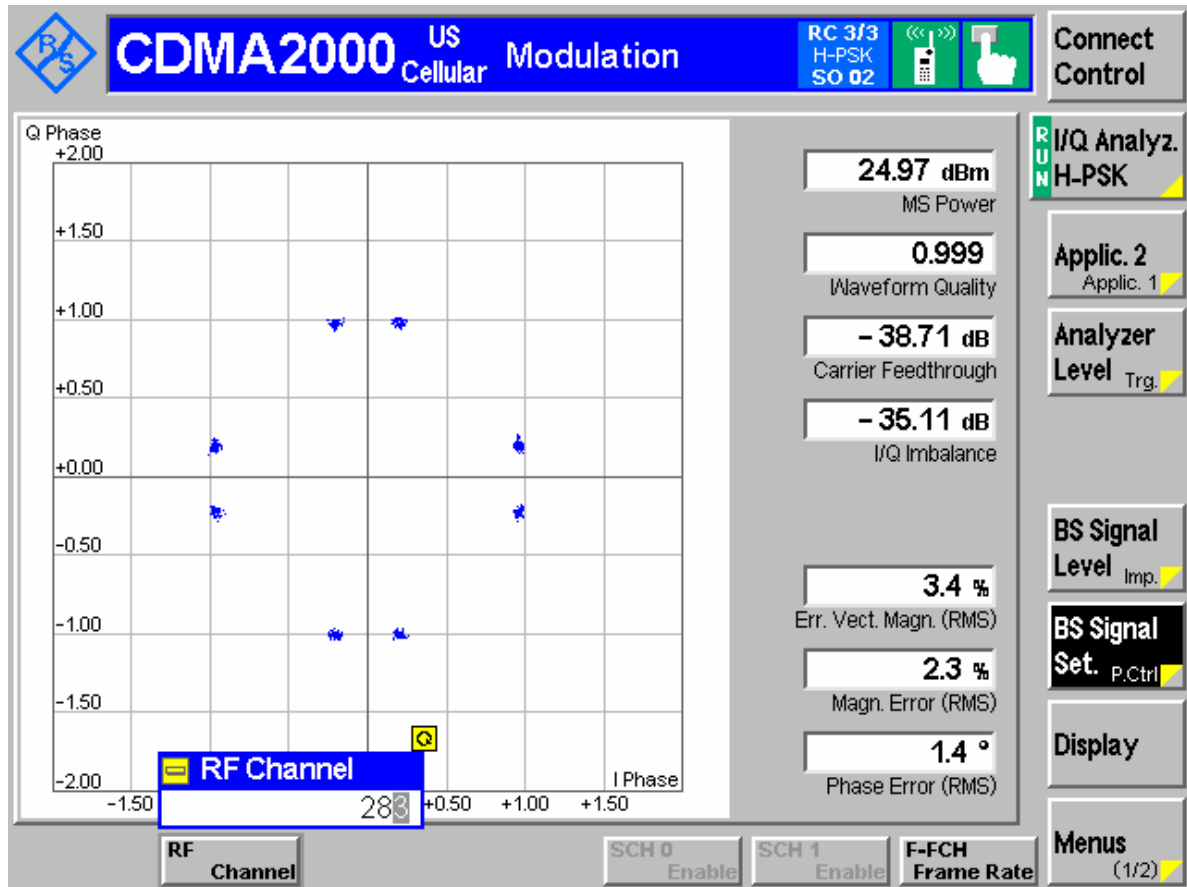 R&S
CDMA2000 US Cellular Modulation
RC 3/3
H-PSK
SO 02
Connect Control
Q Phase
+2.00
+1.50
+1.00
+0.50
+0.00
-0.50
-1.00
-1.50
-2.00
I Phase
-1.50
+0.50
+1.00
+1.50
RF Channel
283
24.97 dBm
MS Power
0.999
Waveform Quality
-38.71 dB
Carrier Feedthrough
-35.11 dB
I/Q Imbalance
3.4 %
Err. Vect. Magn. (RMS)
2.3 %
Magn. Error (RMS)
1.4 °
Phase Error (RMS)
RUN
I/Q Analyz.
H-PSK
Applic. 2
Applic. 1
Analyzer
Level Trg.
BS Signal
Level Imp.
BS Signal
Set. P.Ctrl
Display
Menus
(1/2)
RF
Channel
SCH 0
Enable
SCH 1
Enable
F-FCH
Frame Rate